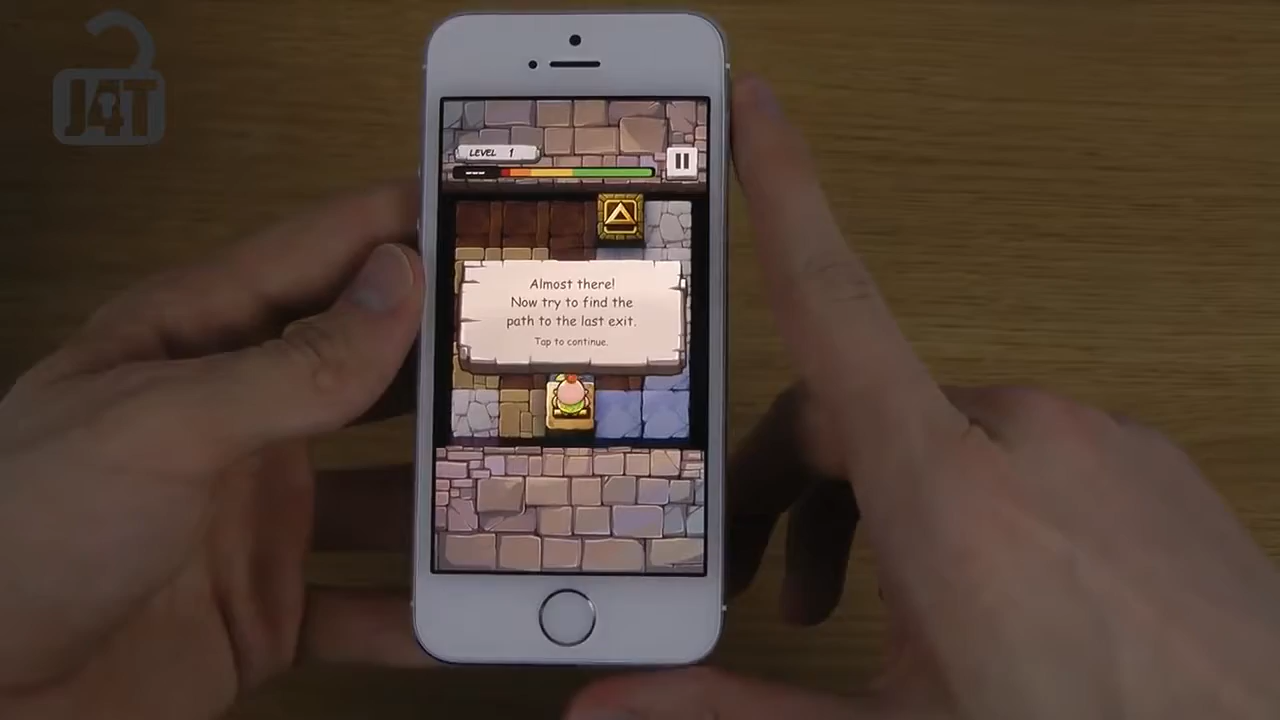 J4T
LEVEL 1
Almost there!
Now try to find the
path to the last exit.
Tap to continue.